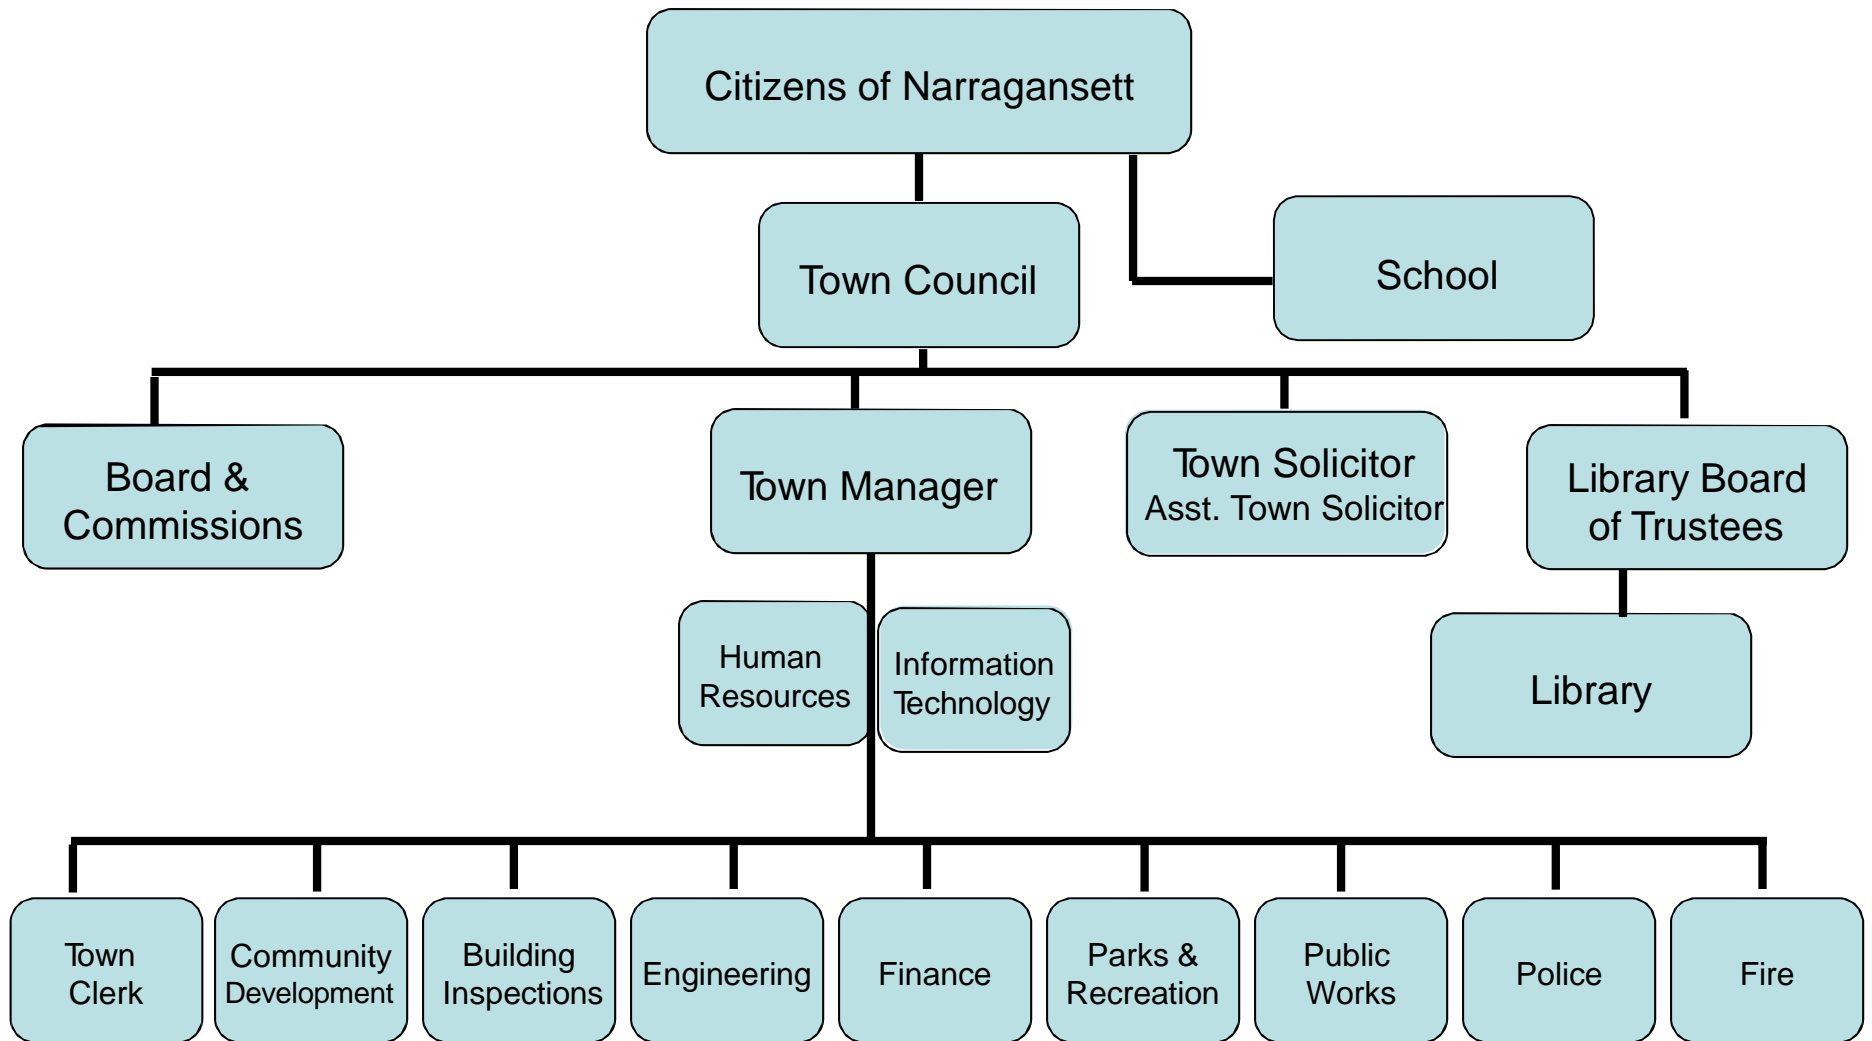 Citizens of Narragansett
Town Council
School
Board &
Commissions
Town Manager
Town Solicitor
Asst. Town Solicitor
Library Board
of Trustees
Human
Resources
Information
Technology
Library
Town
Clerk
Community
Development
Building
Inspections
Engineering
Finance
Parks &
Recreation
Public
Works
Police
Fire